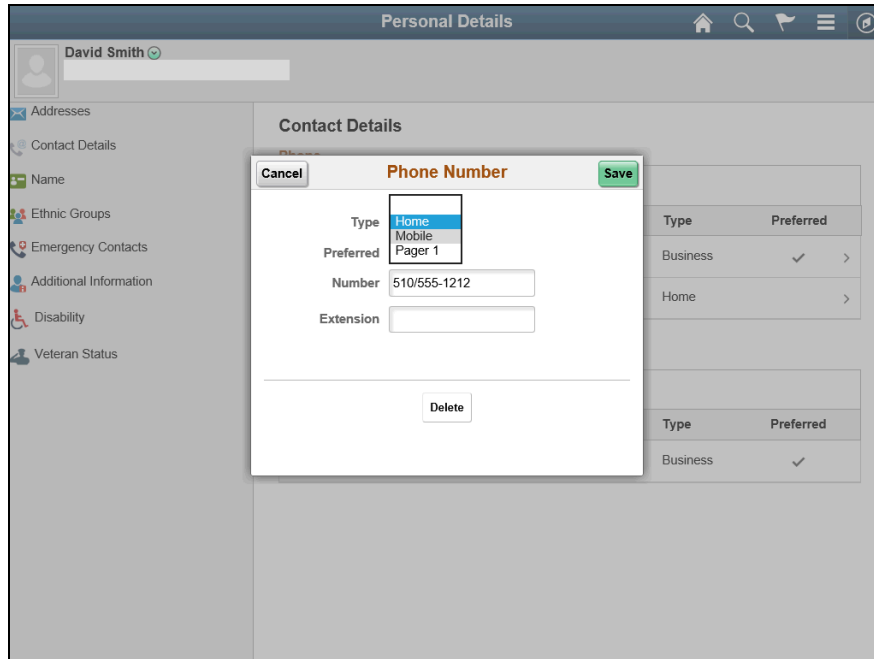 Personal Details
David Smith
Addresses
Contact Details
Name
Ethnic Groups
Emergency Contacts
Additional Information
Disability
Veteran Status
Contact Details
Phone
Cancel
Phone Number
Save
Type
Home
Mobile
Pager 1
Preferred
Number 510/555-1212
Extension
Delete
Type Preferred
Business
Home
Type Preferred
Business